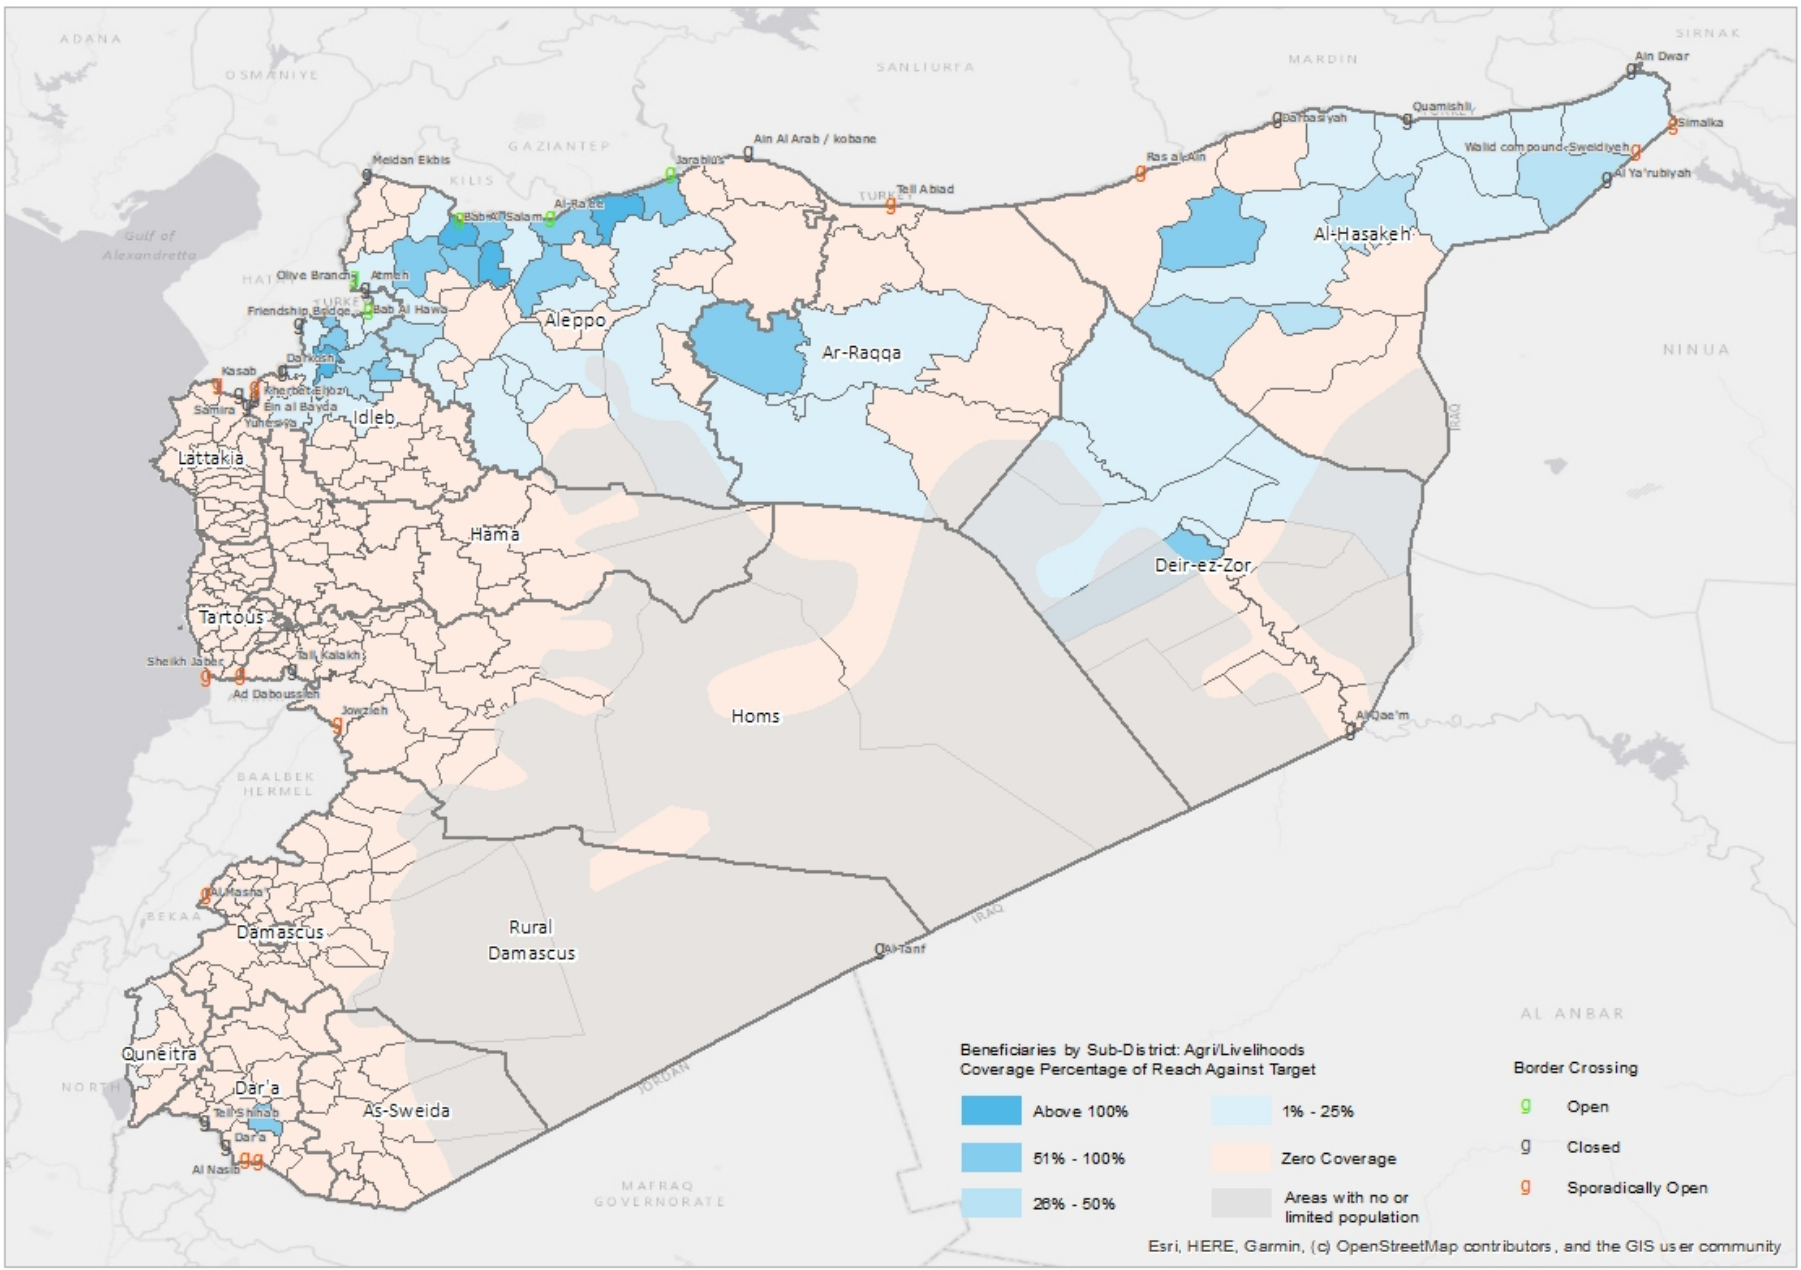 ADANA
OSMANIYE
SANLIURFA
MARDIN
SIRNAK
Ain Dwar
Quamishli
Darbasiyah
Simalka
Walid compound-Sweidiyeh
Al Ya'rubiyah
Ain Al Arab / kobane
GAZIANTEP
Meidan Ekbis
Jarablus
KILIS
Ras al-Ain
Tell Abiad
TURKEY
Al-Ra'ee
Bab Al Salam
Gulf of
Alexandretta
Al-Hasakeh
Olive Branch
Atmeh
HATAY
Friendship Bridge
Bab Al Hawa
Aleppo
Ar-Raqqa
NINUA
Darkosh
Kasab
Samira
Ein al Bayda
Yunesiya
Idleb
IRAQ
Lattakia
Hama
Deir-ez-Zor
Tartous
Sheikh Jaber
Tall Kalakh
Ad Daboussieh
Jowzieh
Homs
Al-Qae'm
BAALBEK
HERMEL
Al Masna'
BEKAA
Damascus
Rural
Damascus
IRAQ
Al-Tanf
AL ANBAR
Quneitra
NORTH
Dar'a
Tell Shihab
Dar'a
Al Nasib
As-Sweida
JORDAN
MAFRAQ
GOVERNORATE
Beneficiaries by Sub-District: Agri/Livelihoods
Coverage Percentage of Reach Against Target
Above 100%
51% - 100%
26% - 50%
1% - 25%
Zero Coverage
Areas with no or
limited population
Border Crossing
g Open
g Closed
g Sporadically Open
Esri, HERE, Garmin, (c) OpenStreetMap contributors, and the GIS user community